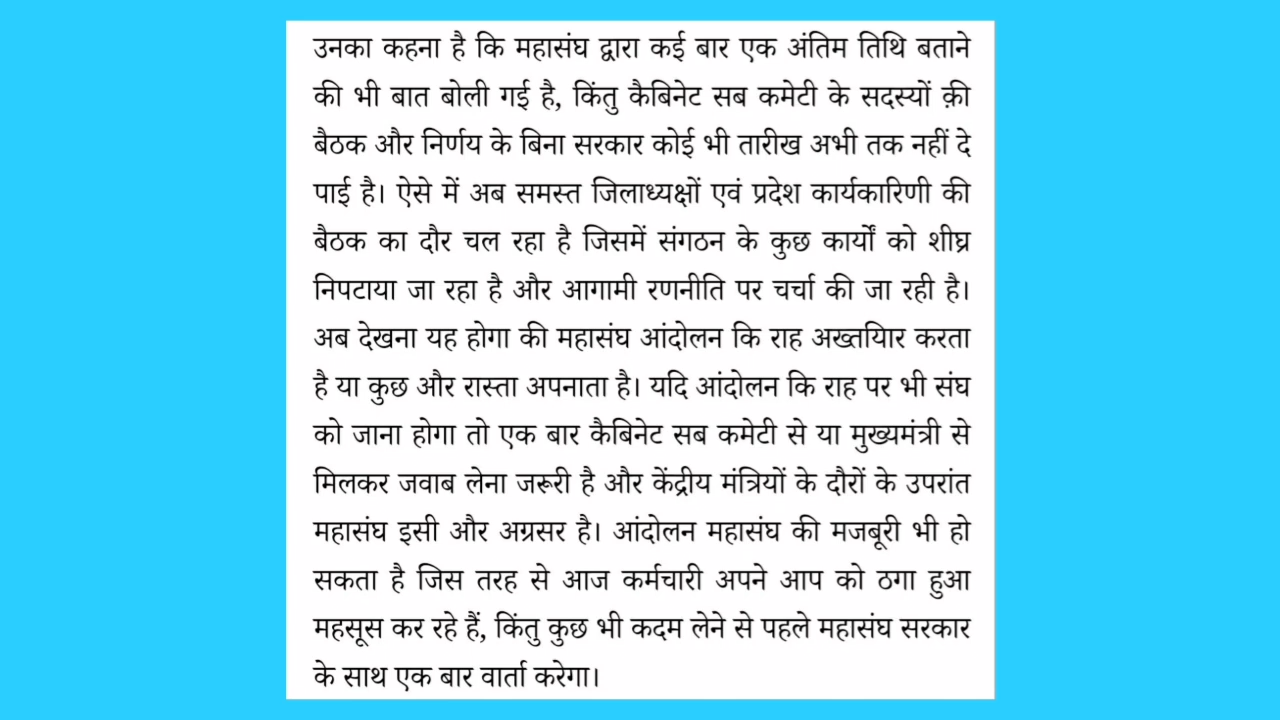 उनका कहना है कि महासंघ द्वारा कई बार एक अंतिम तिथि बताने
की भी बात बोली गई है, किंतु कैबिनेट सब कमेटी के सदस्यों क़ी
बैठक और निर्णय के बिना सरकार कोई भी तारीख अभी तक नहीं दे
पाई है। ऐसे में अब समस्त जिलाध्यक्षों एवं प्रदेश कार्यकारिणी की
बैठक का दौर चल रहा है जिसमें संगठन के कुछ कार्यों को शीघ्र
निपटाया जा रहा है और आगामी रणनीति पर चर्चा की जा रही है।
अब देखना यह होगा की महासंघ आंदोलन कि राह अख्तयिार करता
है या कुछ और रास्ता अपनाता है। यदि आंदोलन कि राह पर भी संघ
को जाना होगा तो एक बार कैबिनेट सब कमेटी से या मुख्यमंत्री से
मिलकर जवाब लेना जरूरी है और केंद्रीय मंत्रियों के दौरों के उपरांत
महासंघ इसी और अग्रसर है। आंदोलन महासंघ की मजबूरी भी हो
सकता है जिस तरह से आज कर्मचारी अपने आप को ठगा हुआ
महसूस कर रहे हैं, किंतु कुछ भी कदम लेने से पहले महासंघ सरकार
के साथ एक बार वार्ता करेगा।